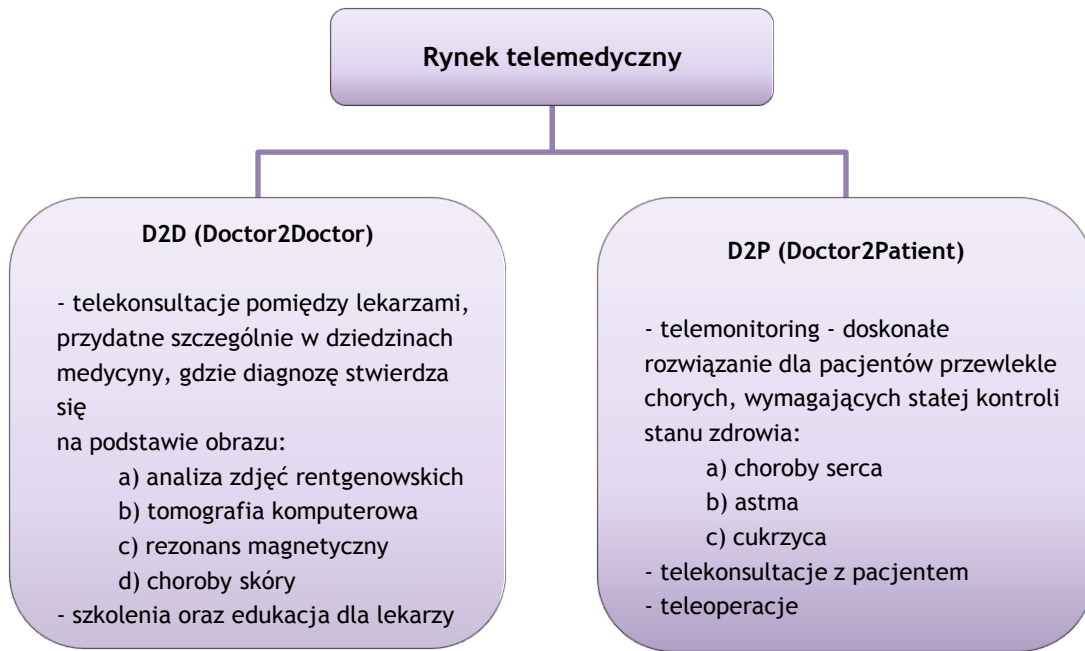 Rynek telemedyczny
D2D (Doctor2Doctor)
- telekonsultacje pomiędzy lekarzami,
przydatne szczególnie w dziedzinach
medycyny, gdzie diagnozę stwierdza
się
na podstawie obrazu:
a) analiza zdjęć rentgenowskich
b) tomografia komputerowa
c) rezonans magnetyczny
d) choroby skóry
- szkolenia oraz edukacja dla lekarzy
D2P (Doctor2Patient)
- telemonitoring - doskonałe
rozwiązanie dla pacjentów przewlekle
chorych, wymagających stałej kontroli
stanu zdrowia:
a) choroby serca
b) astma
c) cukrzyca
- telekonsultacje z pacjentem
- teleoperacje